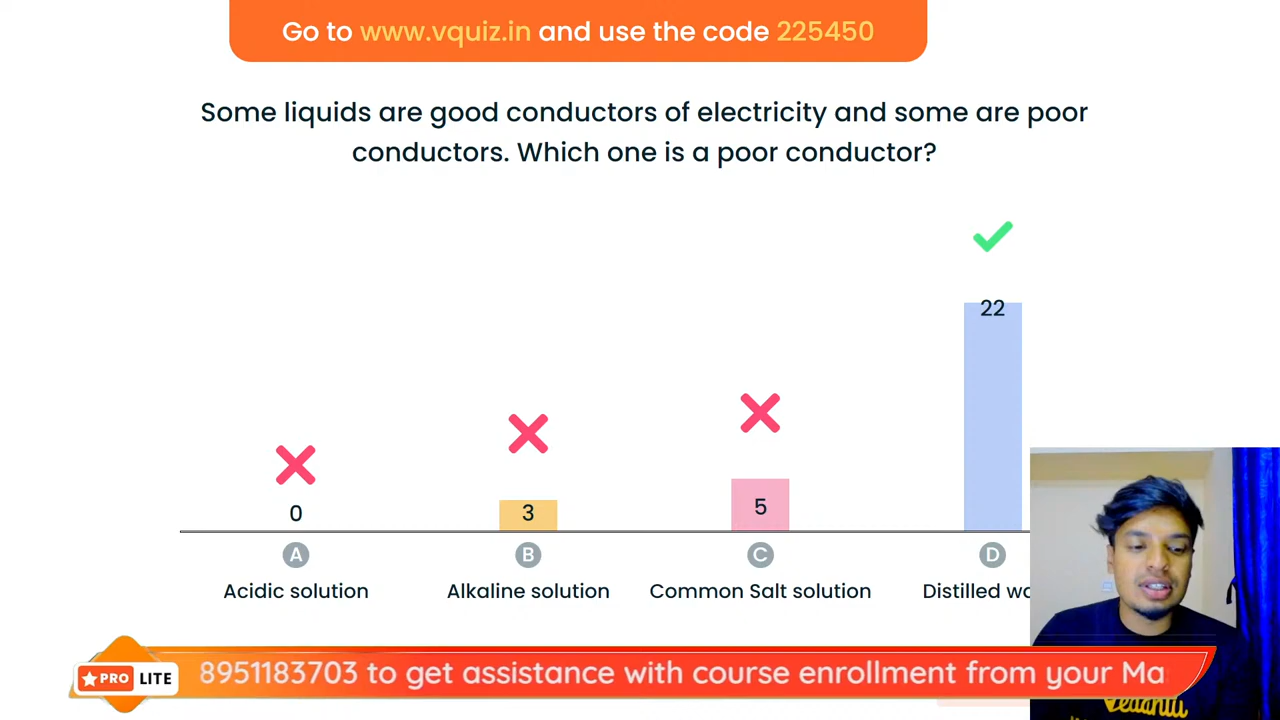 Go to www.vquiz.in and use the code 225450
Some liquids are good conductors of electricity and some are poor
conductors. Which one is a poor conductor?
22
0
3
5
A
B
C
D
Acidic solution
Alkaline solution
Common Salt solution
Distilled
PRO LITE
8951183703 to get assistance with course enrollment from your Ma